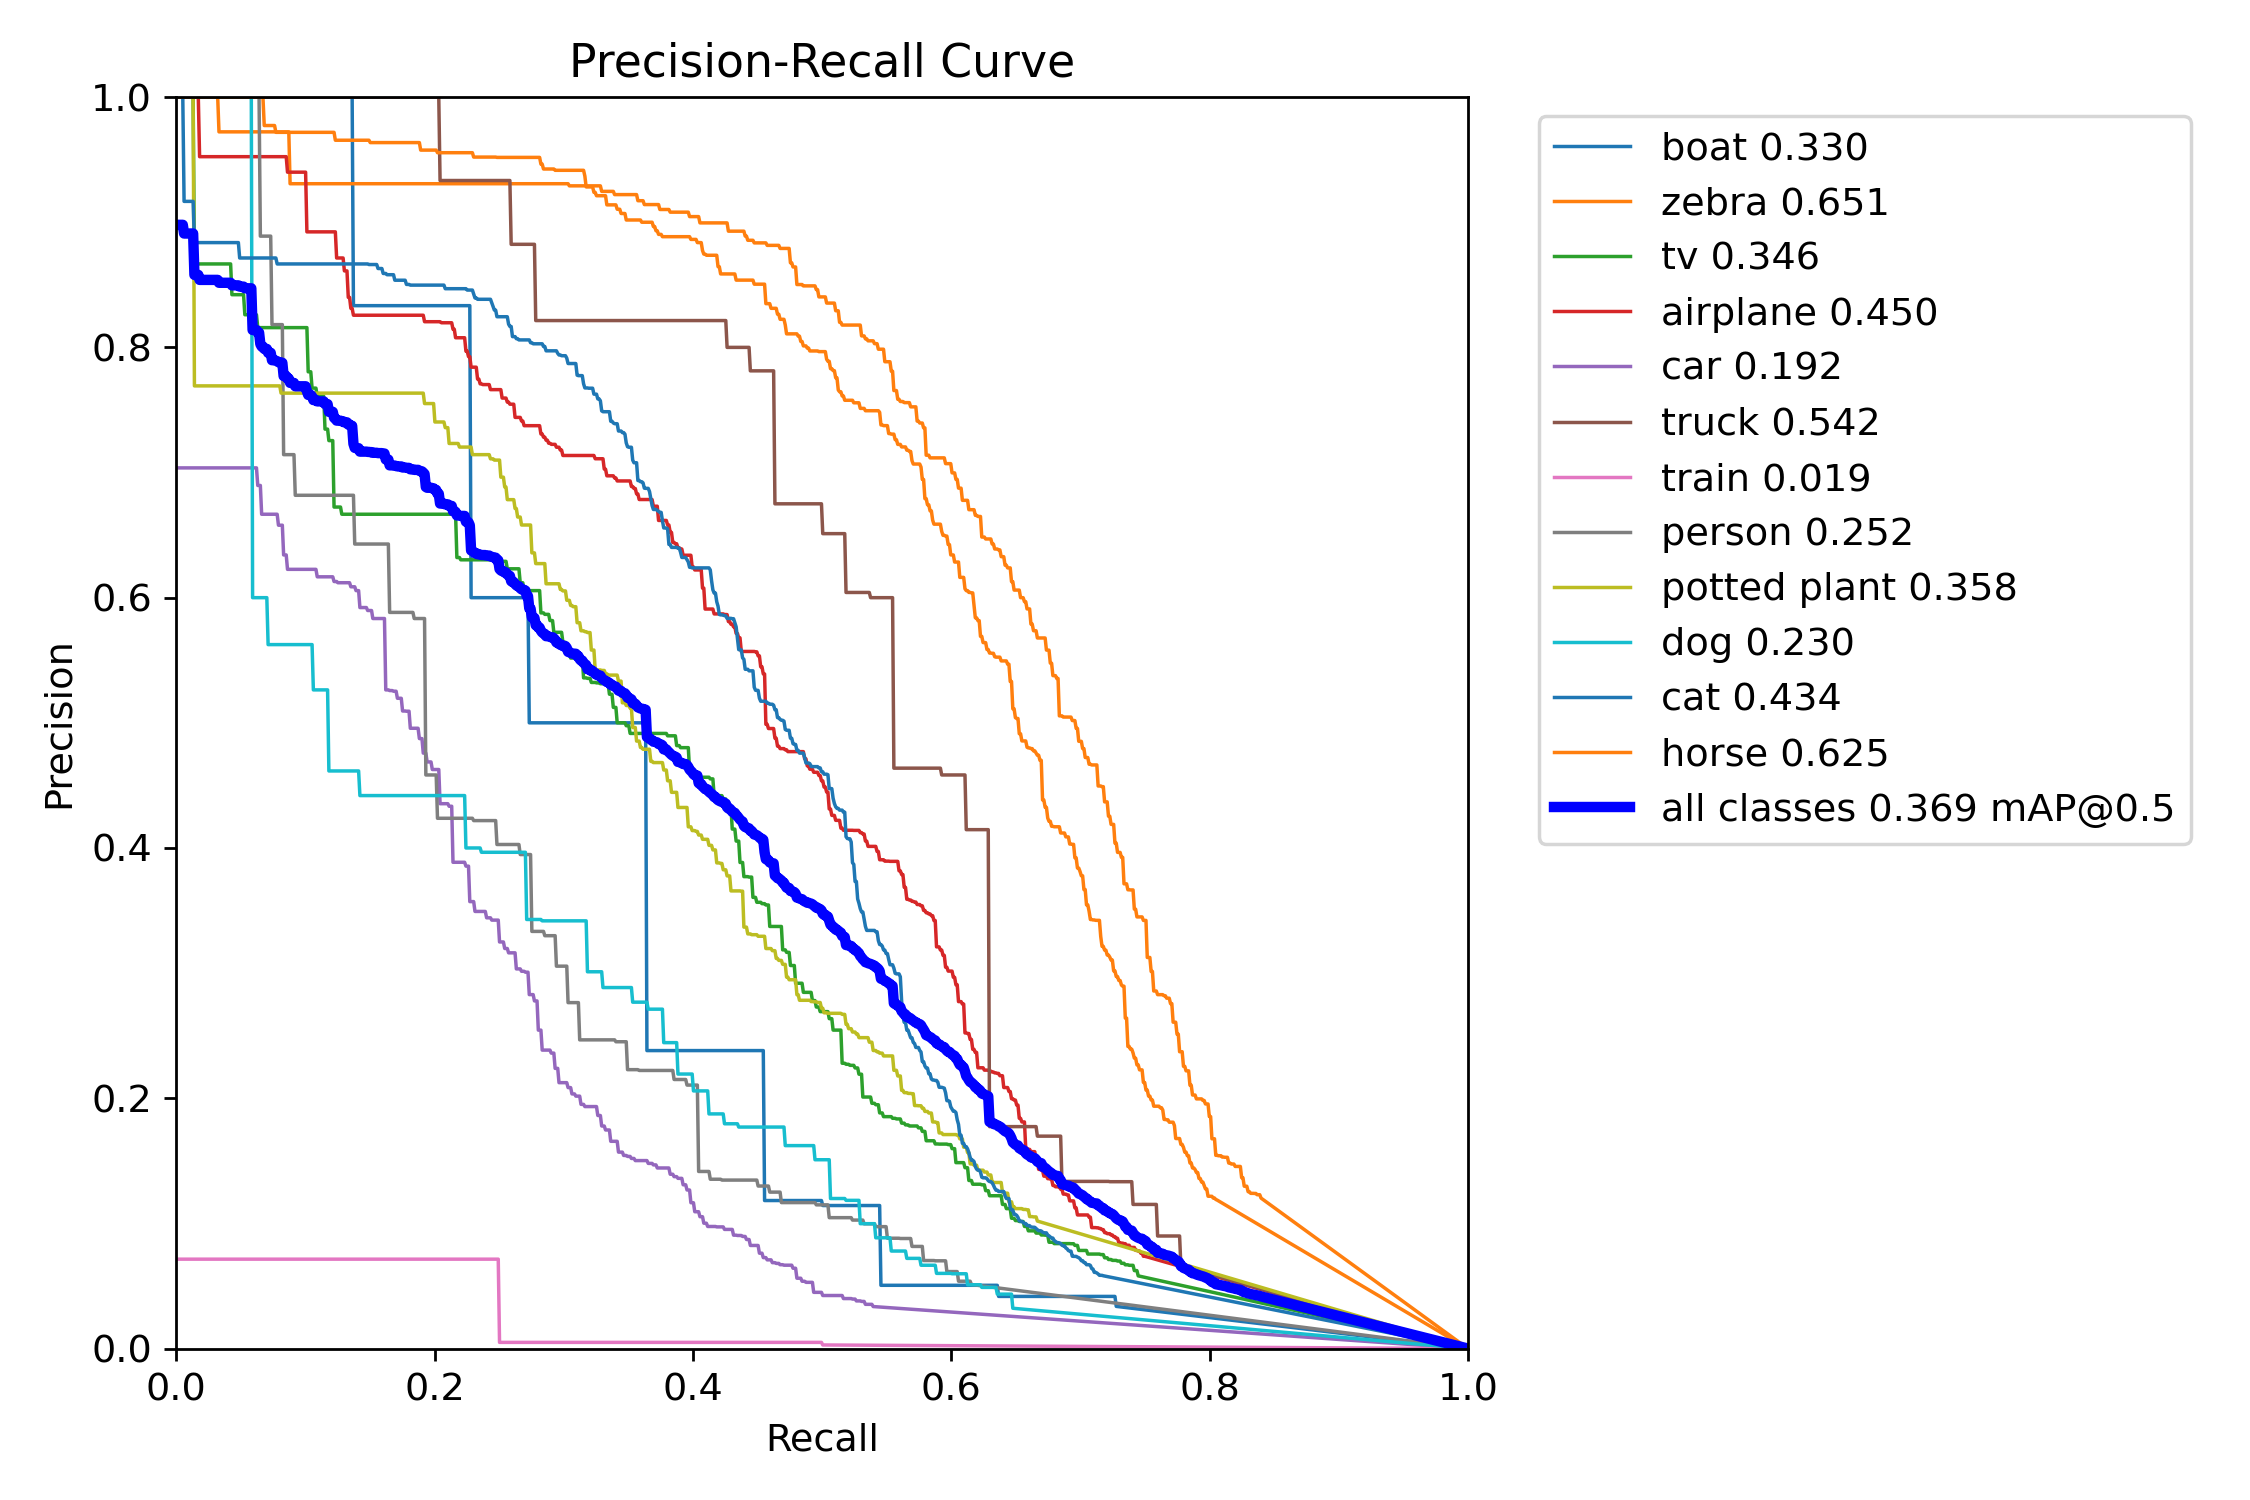 Precision-Recall Curve
1.0
0.8
0.6
0.4
0.2
0.0
Precision
0.0 0.2 0.4 0.6 0.8 1.0
Recall
boat 0.330
zebra 0.651
tv 0.346
airplane 0.450
car 0.192
truck 0.542
train 0.019
person 0.252
potted plant 0.358
dog 0.230
cat 0.434
horse 0.625
all classes 0.369 mAP@0.5